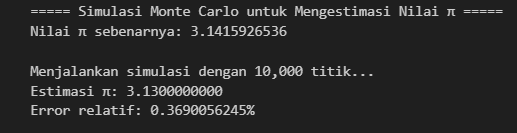 ===== Simulasi Monte Carlo untuk Mengestimasi Nilai π =====
Nilai π sebenarnya: 3.1415926536
Menjalankan simulasi dengan 10,000 titik...
Estimasi π: 3.1300000000
Error relatif: 0.3690056245%